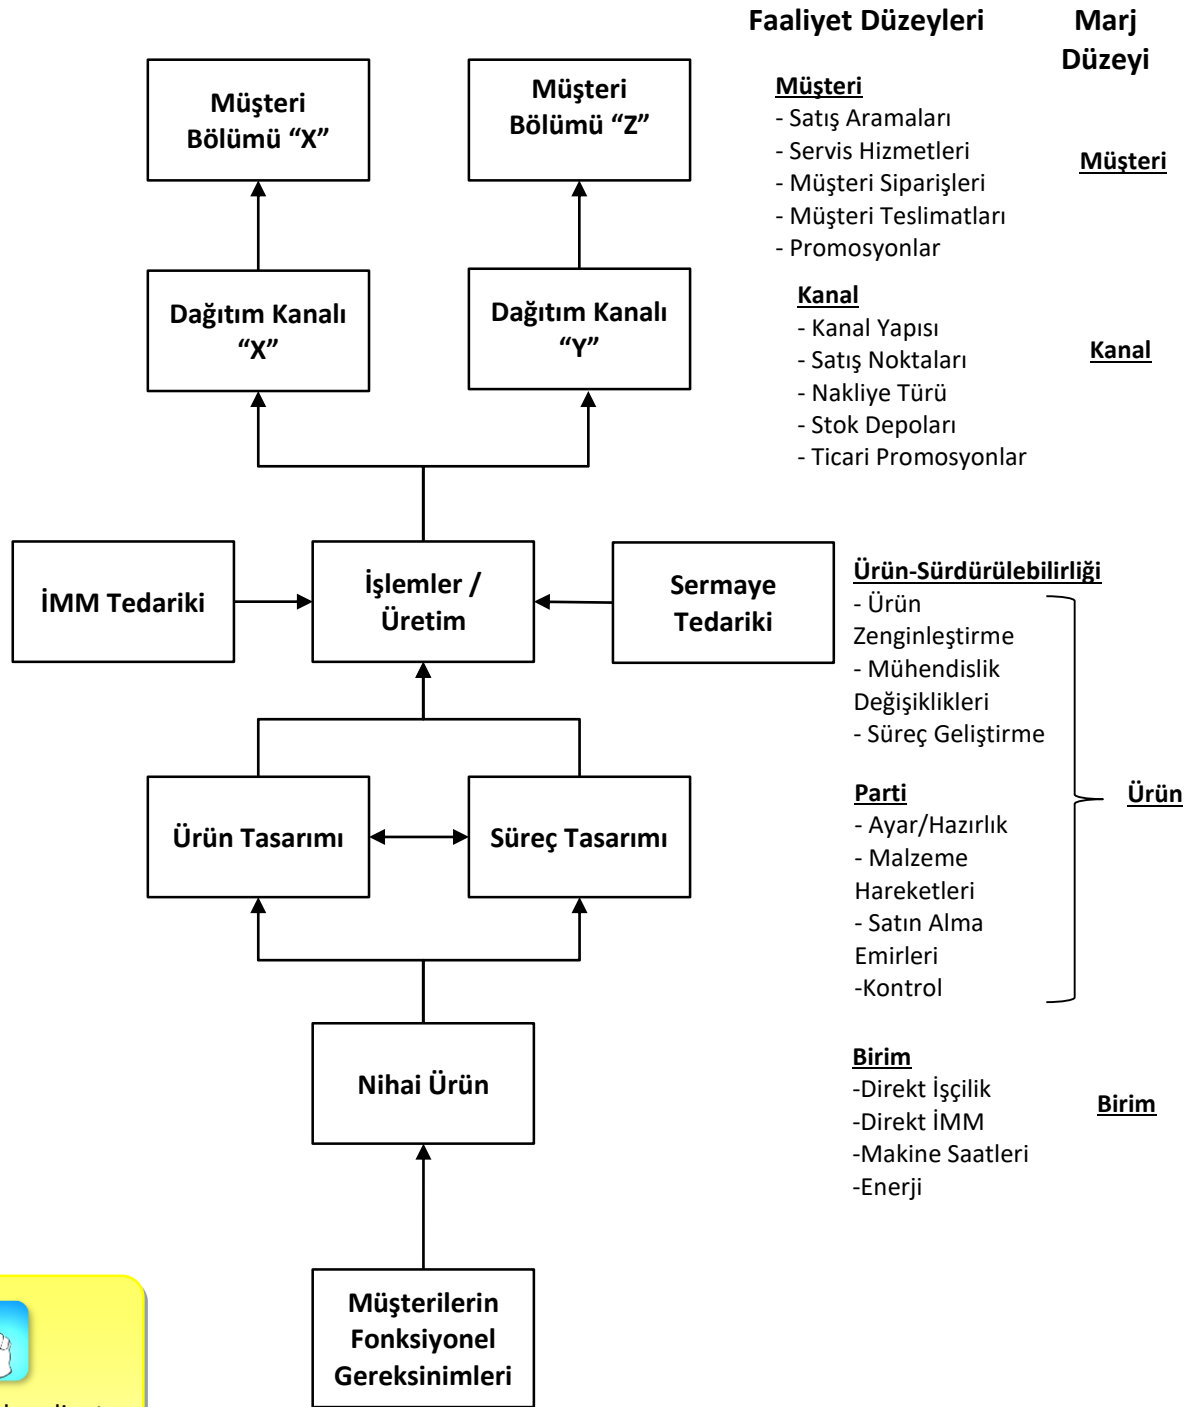 Faaliyet Düzeyleri
Marj
Düzeyi
Müşteri
Bölümü “X”
Müşteri
Bölümü “Z”
Müşteri
- Satış Aramaları
- Servis Hizmetleri
- Müşteri Siparişleri
- Müşteri Teslimatları
- Promosyonlar
Müşteri
Dağıtım Kanalı
“X”
Dağıtım Kanalı
“Y”
Kanal
- Kanal Yapısı
- Satış Noktaları
- Nakliye Türü
- Stok Depoları
- Ticari Promosyonlar
Kanal
İMM Tedariki
İşlemler /
Üretim
Sermaye
Tedariki
Ürün-Sürdürülebilirliği
- Ürün
Zenginleştirme
- Mühendislik
Değişiklikleri
- Süreç Geliştirme
Ürün Tasarımı
Süreç Tasarımı
Parti
- Ayar/Hazırlık
- Malzeme
Hareketleri
- Satın Alma
Emirleri
-Kontrol
Ürün
Nihai Ürün
Birim
-Direkt İşçilik
-Direkt İMM
-Makine Saatleri
-Enerji
Birim
Müşterilerin
Fonksiyonel
Gereksinimleri